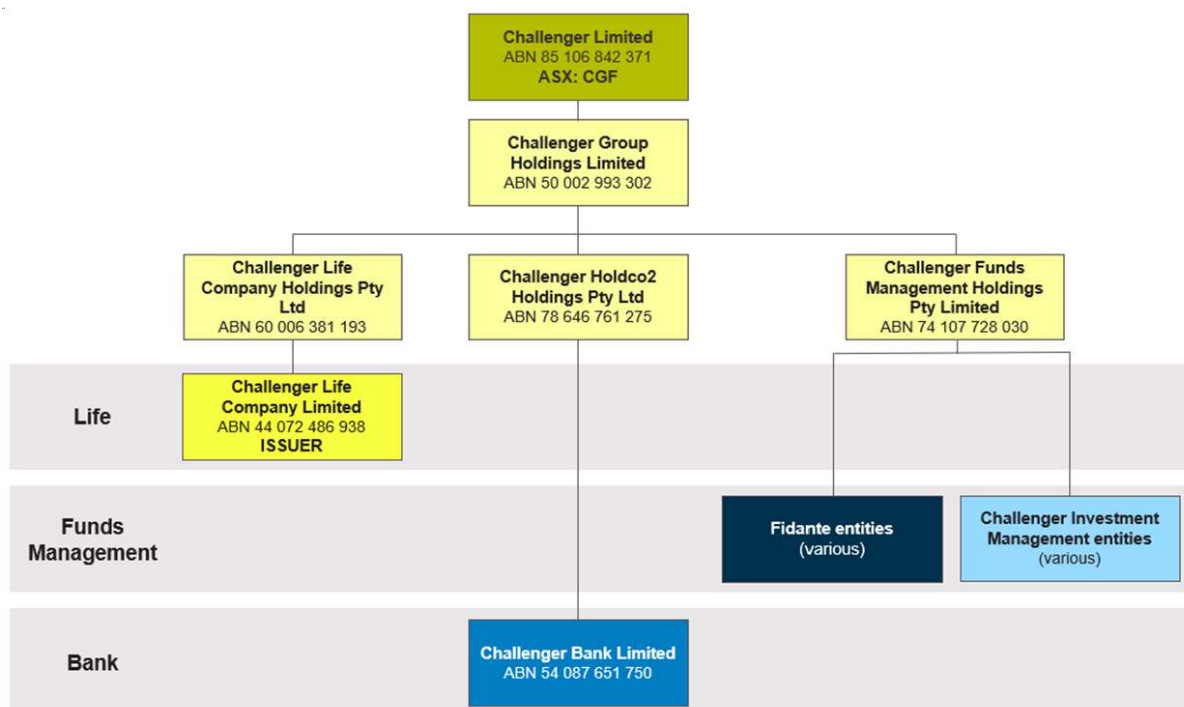 Challenger Limited
ABN 85 106 842 371
ASX: CGF
Challenger Group
Holdings Limited
ABN 50 002 993 302
Challenger Life
Company Holdings Pty
Ltd
ABN 60 006 381 193
Challenger Holdco2
Holdings Pty Ltd
ABN 78 646 761 275
Challenger Funds
Management Holdings
Pty Limited
ABN 74 107 728 030
Life
Challenger Life
Company Limited
ABN 44 072 486 938
ISSUER
Funds
Management
Fidante entities
(various)
Challenger Investment
Management entities
(various)
Bank
Challenger Bank Limited
ABN 54 087 651 750